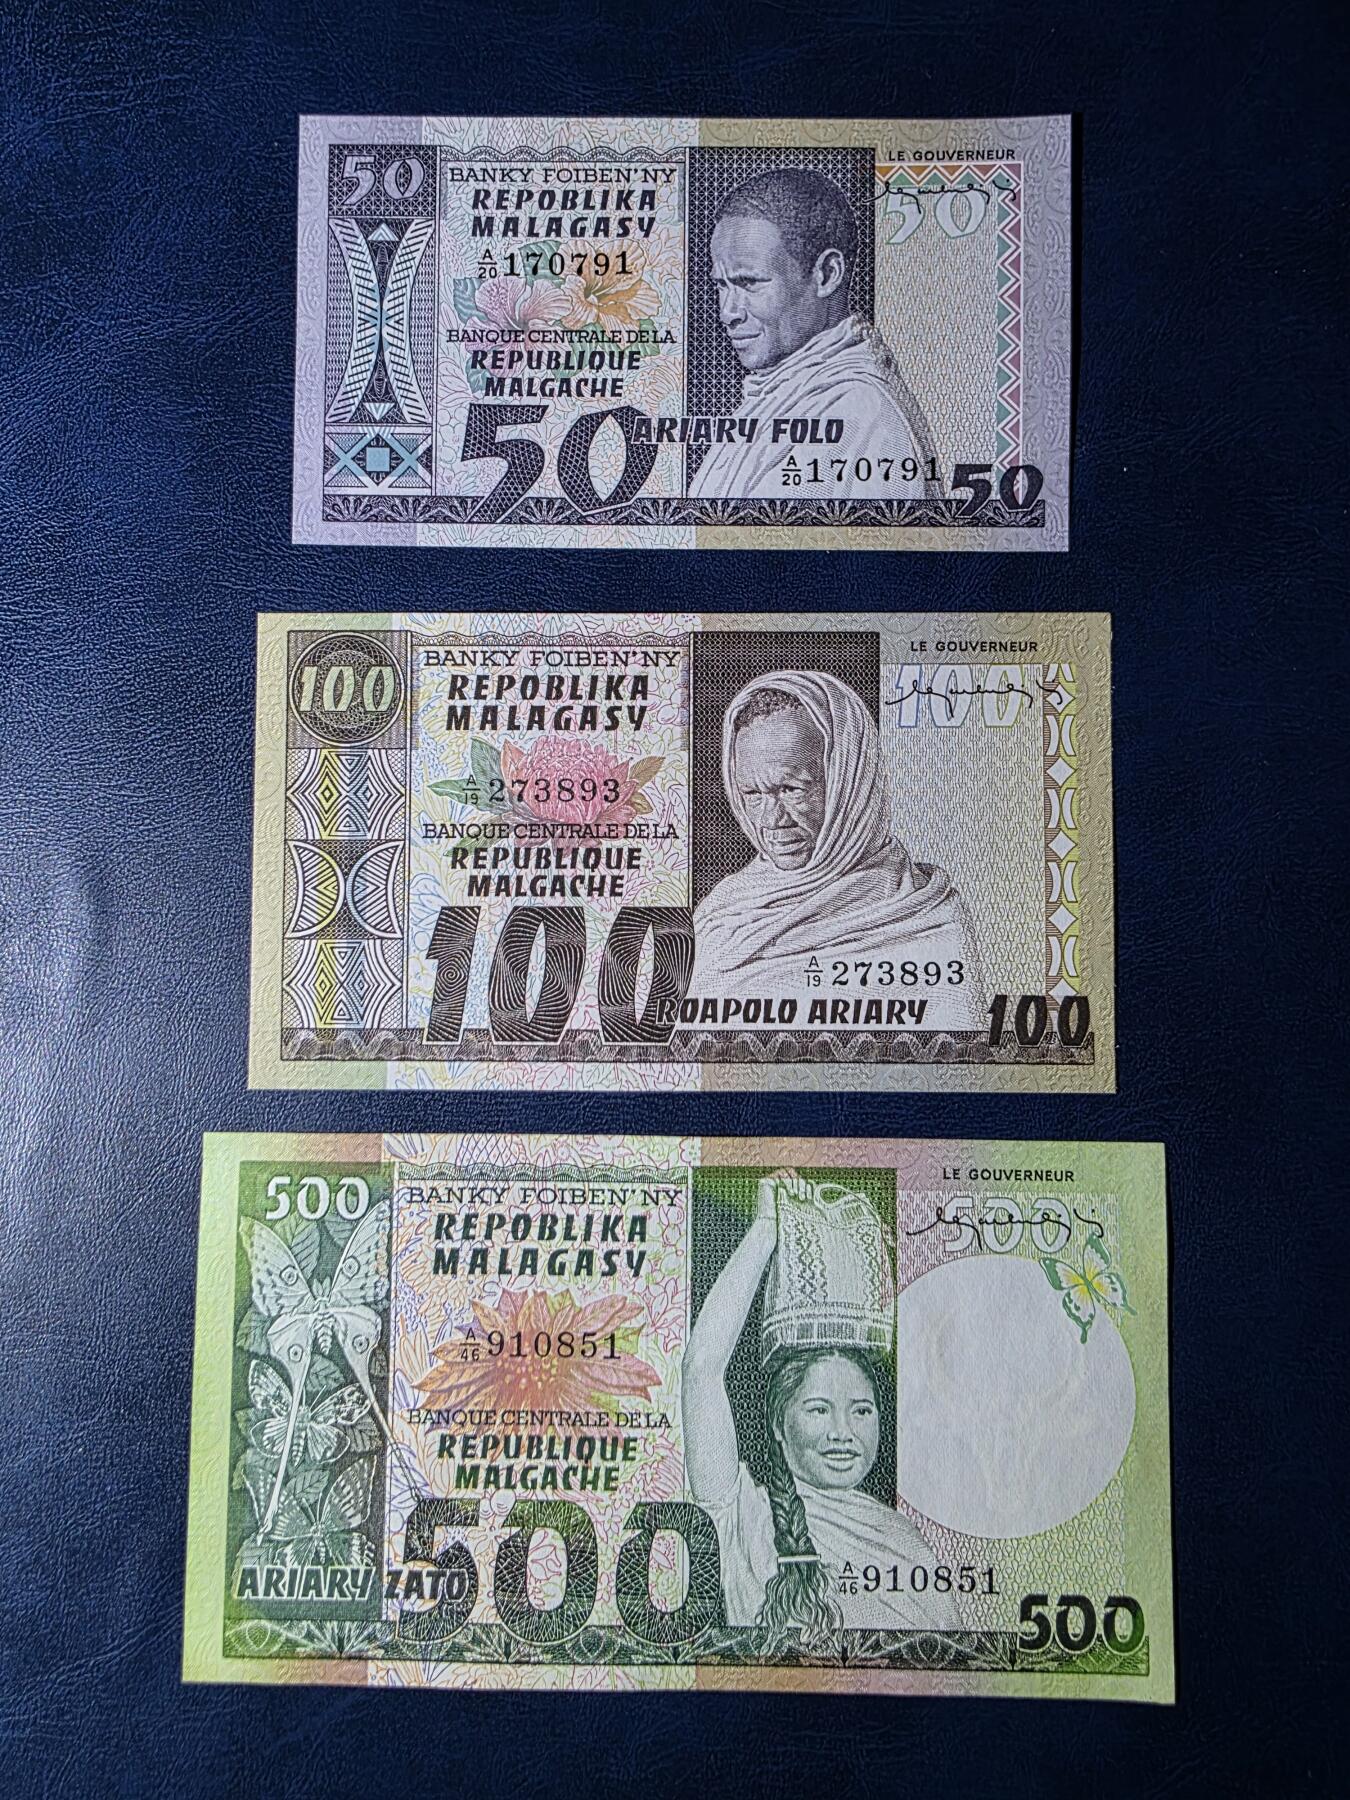 50
BANKY FOIBEN'NY
REPOBLIKA
MALAGASY
A/20 170791
BANQUE CENTRALE DE LA
REPUBLIQUE
MALGACHE
50 ARIARY FOLO
LE GOUVERNEUR
50
A/20 170791
50
100
BANKY FOIBEN'NY
REPOBLIKA
MALAGASY
A/19 273893
BANQUE CENTRALE DE LA
REPUBLIQUE
MALGACHE
100
ROAPOLO ARIARY
LE GOUVERNEUR
100
A/19 273893
100
500
BANKY FOIBEN'NY
REPOBLIKA
MALAGASY
A/46 910851
BANQUE CENTRALE DE LA
REPUBLIQUE
MALGACHE
500
ARIARY ZATO
LE GOUVERNEUR
500
A/46 910851
500